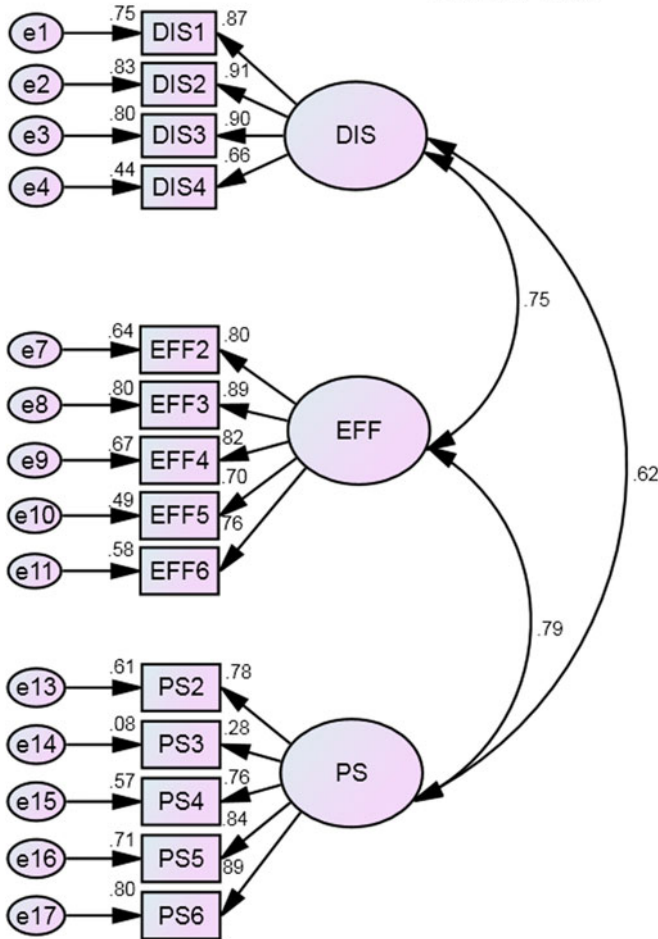 .75 .87
e1 DIS1
.83 .91
e2 DIS2
.80 .90
e3 DIS3 DIS
.66
.44
e4 DIS4
.75
.64 .80
e7 EFF2
.80 .89
e8 EFF3
EFF
.67 .82
e9 EFF4
.70
.62
.49
e10 EFF5
.76
.58
e11 EFF6
.79
.61 .78
e13 PS2
.08 .28
e14 PS3
PS
.57 .76
e15 PS4
.84
.71
e16 PS5
.89
.80
e17 PS6